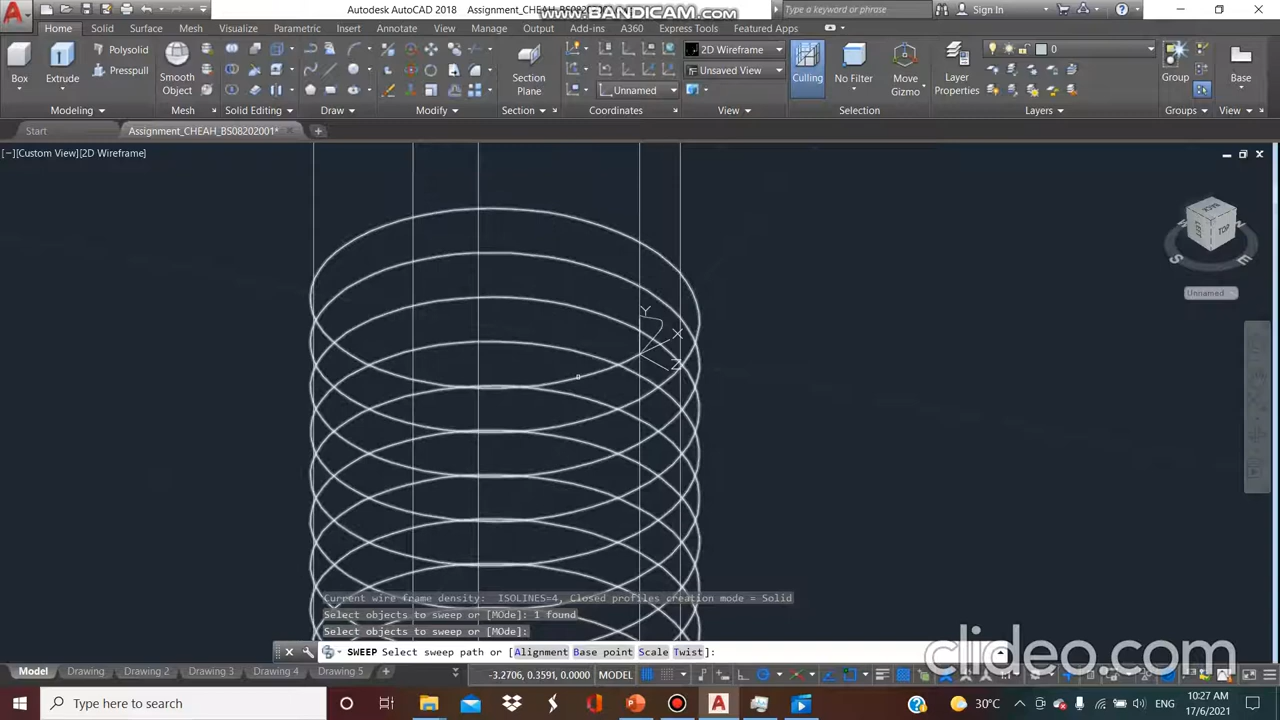 Autodesk AutoCAD 2018
Assignment_CHEAH_BS0820
www.BANDICAM.com
Type a keyword or phrase
Sign In
Home Solid Surface Mesh Visualize Parametric Insert Annotate View Manage Output Add-ins A360 Express Tools Featured Apps
Box
Extrude
Polysolid
Presspull
Smooth
Object
Section
Plane
2D Wireframe
Unsaved View
Unnamed
Culling
No Filter
Move
Gizmo
Layer
Properties
0
Group
Base
Modeling
Mesh
Solid Editing
Draw
Modify
Section
Coordinates
View
Selection
Layers
Groups
View
Start
Assignment_CHEAH_BS08202001*
[−][Custom View][2D Wireframe]
BACK
LEFT
TOP
S
E
N
Unnamed
Y
X
Z
Current wire frame density: ISOLINES=4, Closed profiles creation mode = Solid
Select objects to sweep or [MOde]: 1 found
Select objects to sweep or [MOde]:
SWEEP Select sweep path or [Alignment Base point Scale Twist]:
clideo.com
Model Drawing Drawing 2 Drawing 3 Drawing 4 Drawing 5
-3.2706, 0.3591, 0.0000 MODEL
Type here to search
30°C
ENG
10:27 AM
17/6/2021